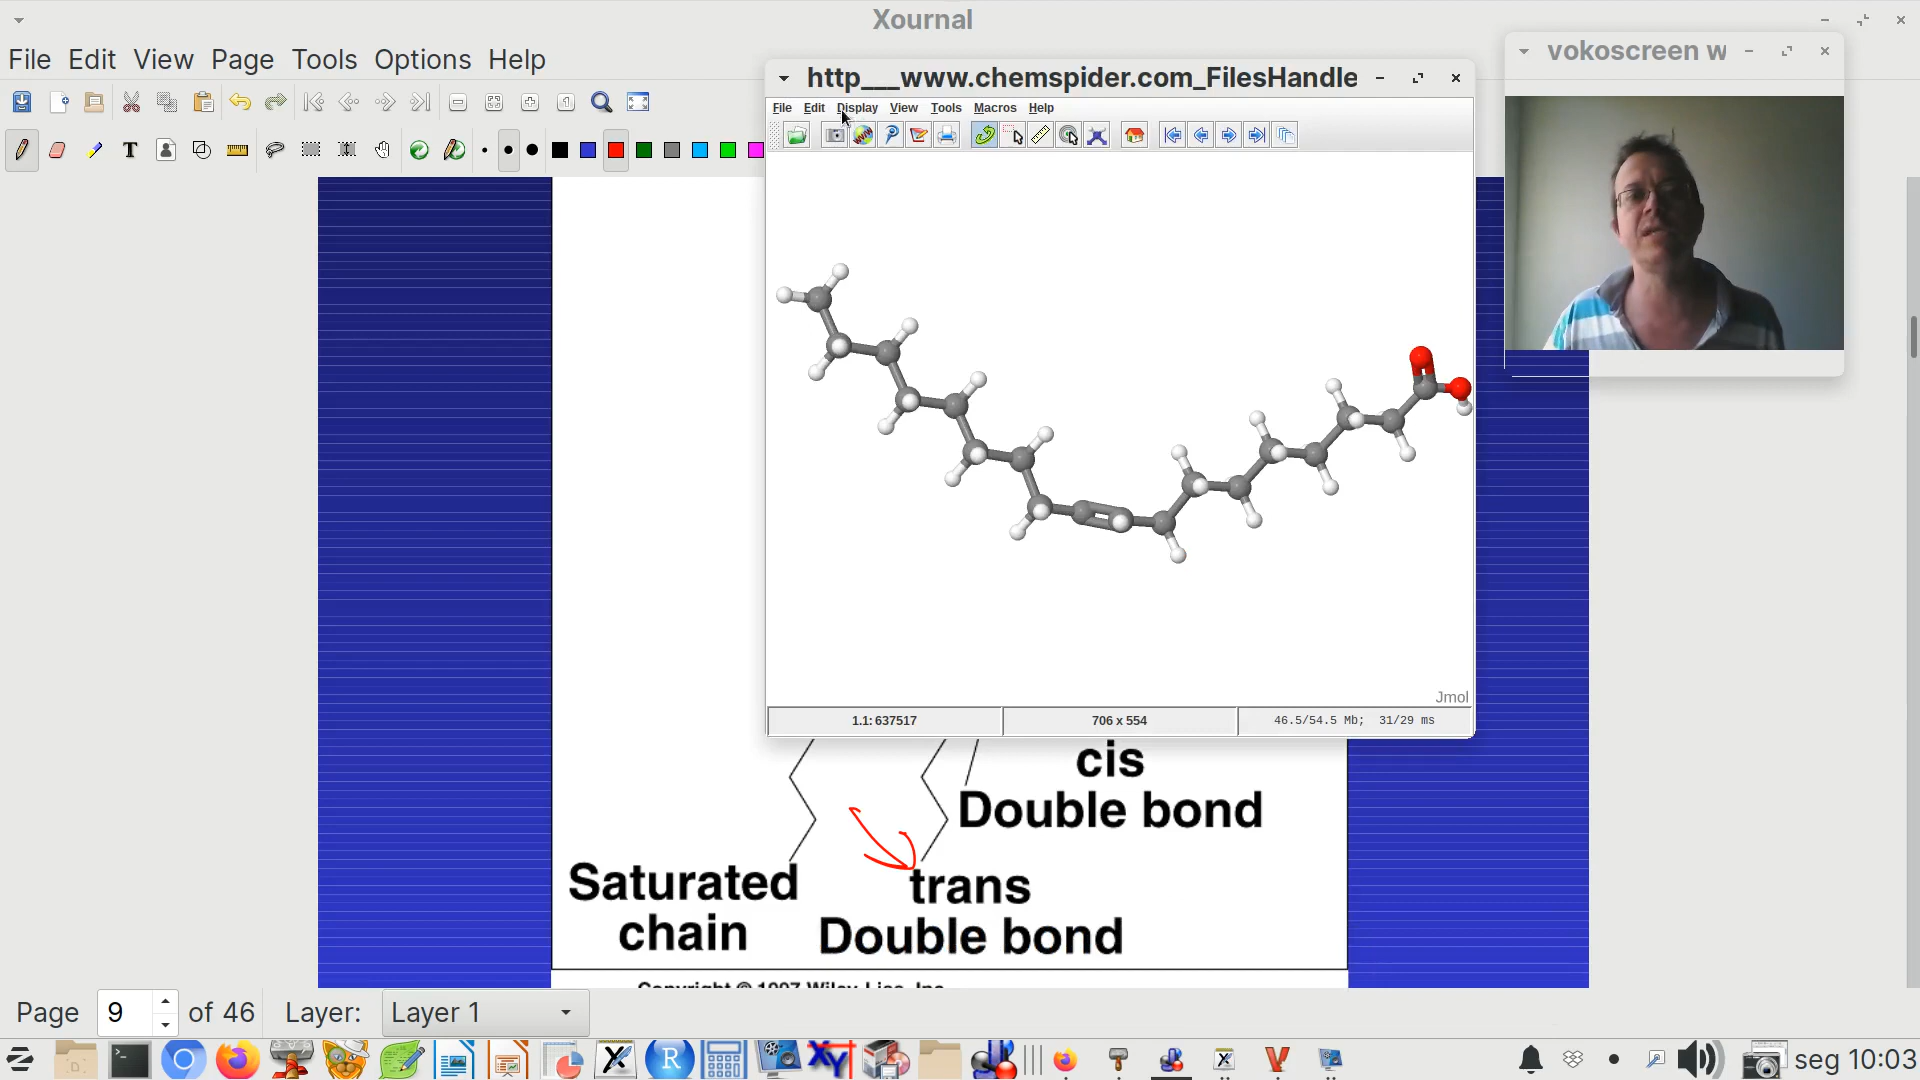 Xournal
File Edit View Page Tools Options Help
vokoscreen w
http___www.chemspider.com_FilesHandle
File Edit Display View Tools Macros Help
Jmol
1.1: 637517
706 x 554
46.5/54.5 Mb; 31/29 ms
cis
Double bond
Saturated
chain
trans
Double bond
Page 9 of 46 Layer: Layer 1
seg 10:03